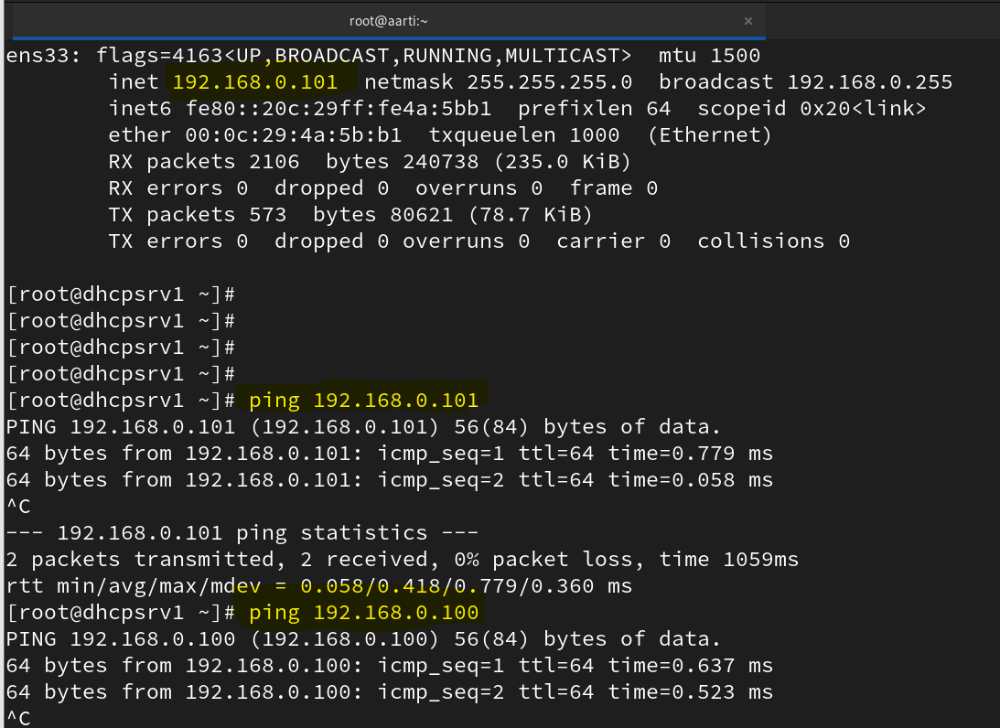 root@aarti:~ ×
ens33: flags=4163<UP,BROADCAST,RUNNING,MULTICAST>  mtu 1500
        inet 192.168.0.101  netmask 255.255.255.0  broadcast 192.168.0.255
        inet6 fe80::20c:29ff:fe4a:5bb1  prefixlen 64  scopeid 0x20<link>
        ether 00:0c:29:4a:5b:b1  txqueuelen 1000  (Ethernet)
        RX packets 2106  bytes 240738 (235.0 KiB)
        RX errors 0  dropped 0  overruns 0  frame 0
        TX packets 573  bytes 80621 (78.7 KiB)
        TX errors 0  dropped 0 overruns 0  carrier 0  collisions 0

[root@dhcpsrv1 ~]#
[root@dhcpsrv1 ~]#
[root@dhcpsrv1 ~]#
[root@dhcpsrv1 ~]#
[root@dhcpsrv1 ~]# ping 192.168.0.101
PING 192.168.0.101 (192.168.0.101) 56(84) bytes of data.
64 bytes from 192.168.0.101: icmp_seq=1 ttl=64 time=0.779 ms
64 bytes from 192.168.0.101: icmp_seq=2 ttl=64 time=0.058 ms
^C
--- 192.168.0.101 ping statistics ---
2 packets transmitted, 2 received, 0% packet loss, time 1059ms
rtt min/avg/max/mdev = 0.058/0.418/0.779/0.360 ms
[root@dhcpsrv1 ~]# ping 192.168.0.100
PING 192.168.0.100 (192.168.0.100) 56(84) bytes of data.
64 bytes from 192.168.0.100: icmp_seq=1 ttl=64 time=0.637 ms
64 bytes from 192.168.0.100: icmp_seq=2 ttl=64 time=0.523 ms
^C